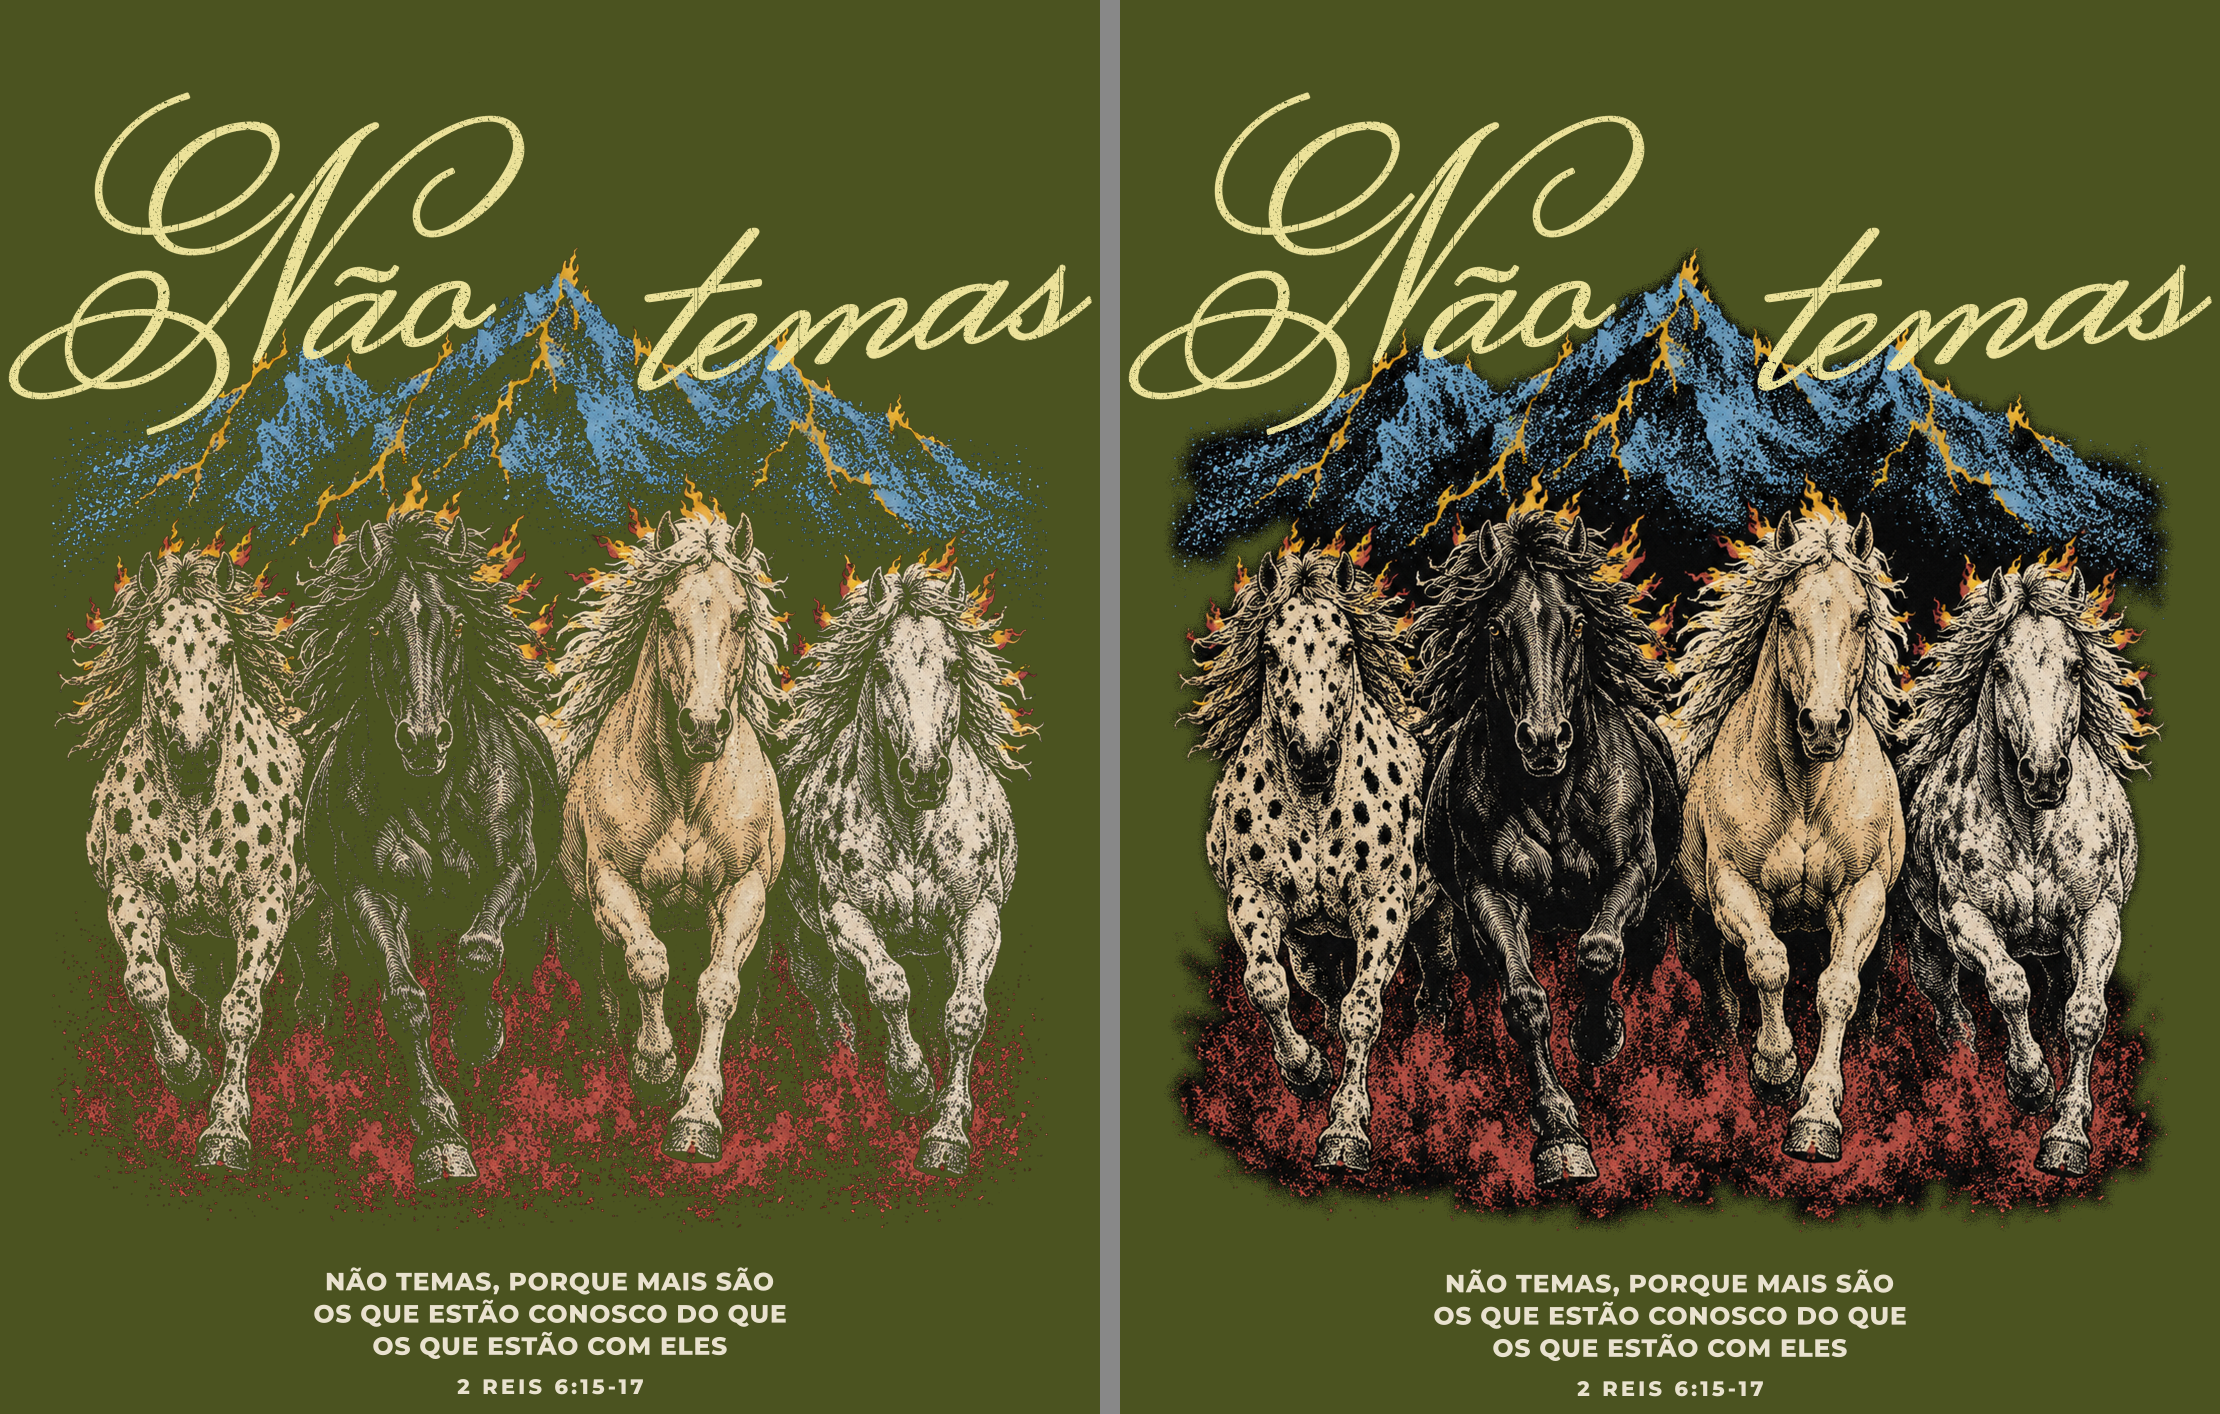 Não temas
NÃO TEMAS, PORQUE MAIS SÃO
OS QUE ESTÃO CONOSCO DO QUE
OS QUE ESTÃO COM ELES
2 REIS 6:15-17
Não temas
NÃO TEMAS, PORQUE MAIS SÃO
OS QUE ESTÃO CONOSCO DO QUE
OS QUE ESTÃO COM ELES
2 REIS 6:15-17